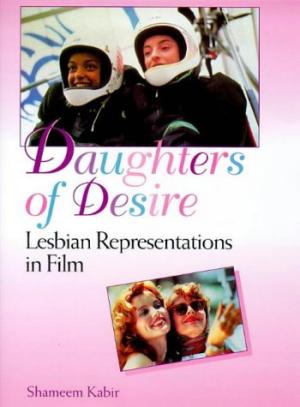 Daughters
of Desire
Lesbian Representations
in Film
Shameem Kabir